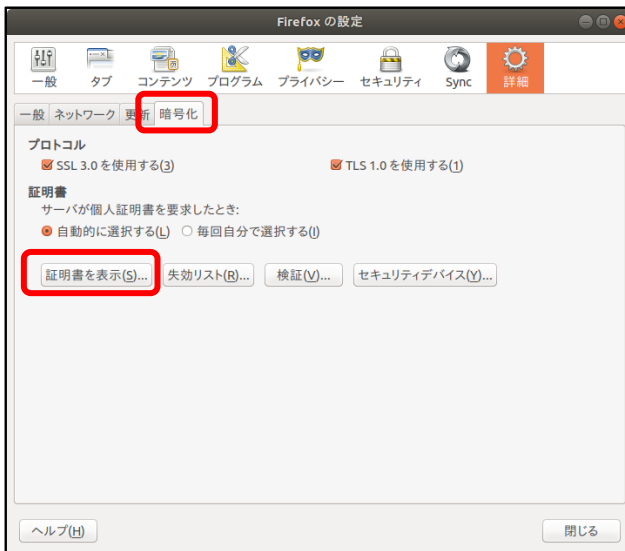 Firefox の設定
一般 タブ コンテンツ プログラム プライバシー セキュリティ Sync 詳細
一般 ネットワーク 更新 暗号化
プロトコル
SSL 3.0 を使用する(3) TLS 1.0 を使用する(1)
証明書
サーバが個人証明書を要求したとき:
自動的に選択する(L) 毎回自分で選択する(I)
証明書を表示(S)... 失効リスト(R)... 検証(V)... セキュリティデバイス(Y)...
ヘルプ(H) 閉じる